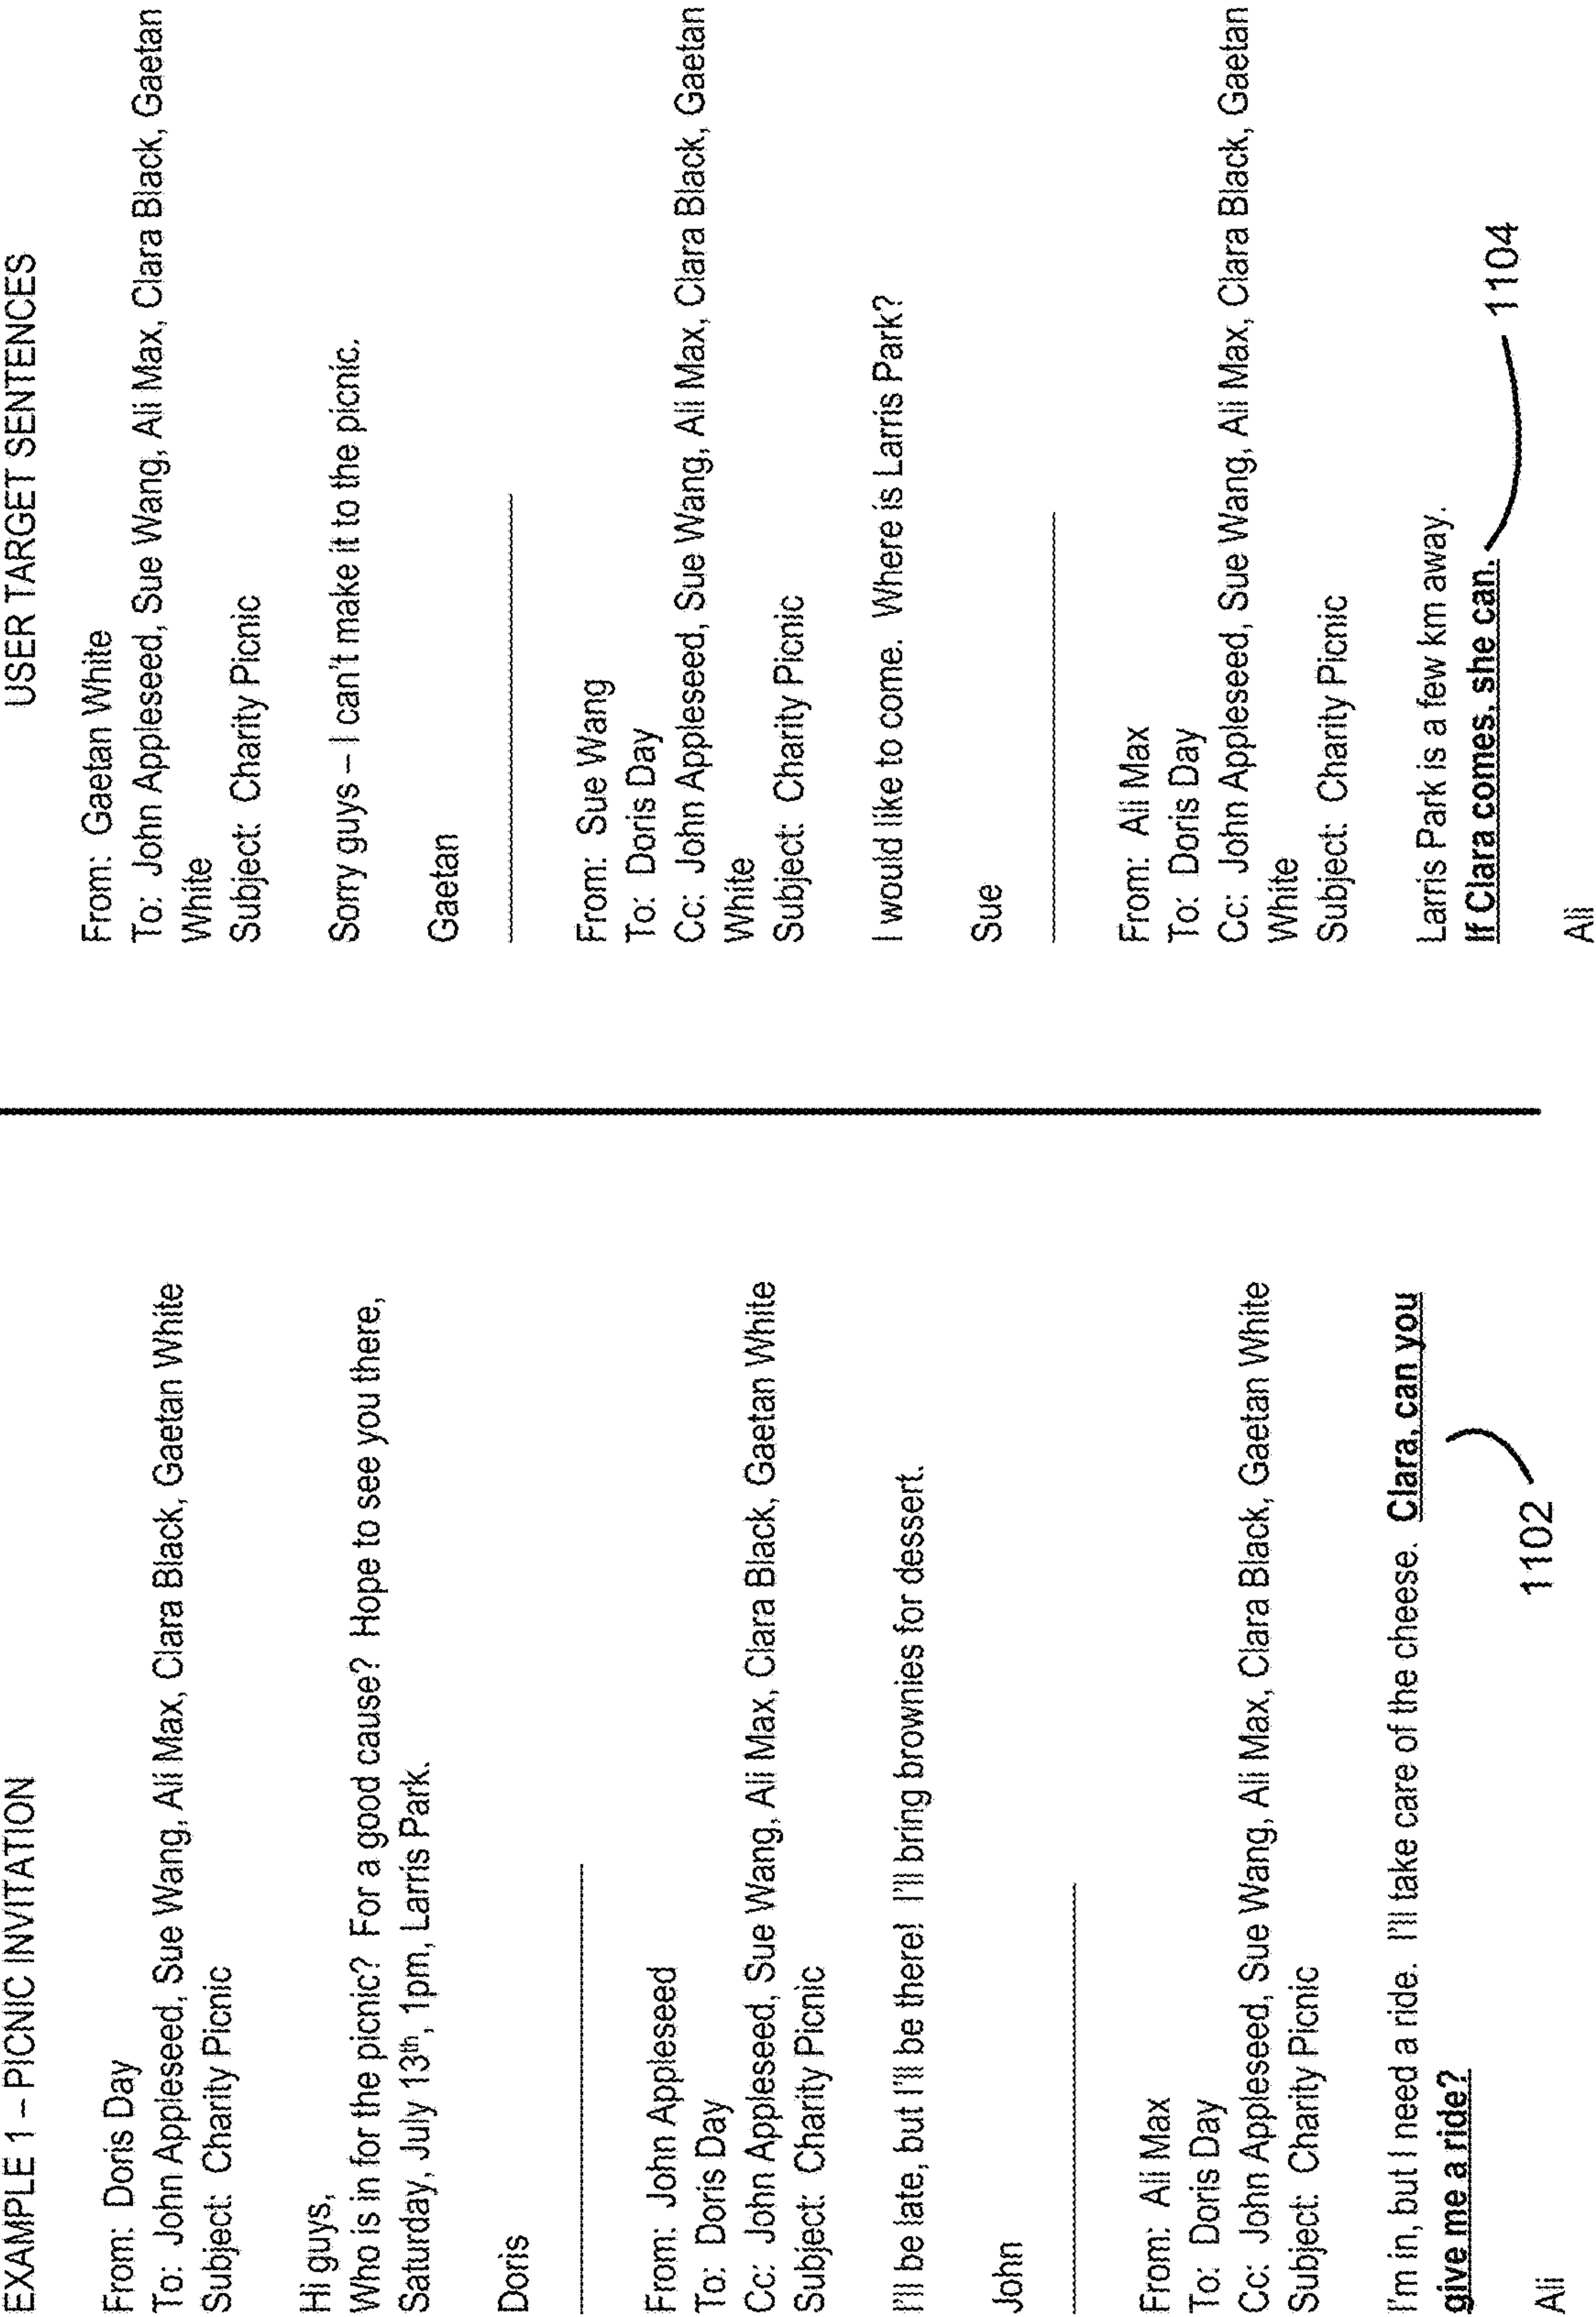 EXAMPLE 1 – PICNIC INVITATION
From: Doris Day
To: John Appleseed, Sue Wang, Ali Max, Clara Black, Gaetan White
Subject: Charity Picnic
Hi guys,
Who is in for the picnic? For a good cause? Hope to see you there,
Saturday, July 13th, 1pm, Larris Park.
Doris
From: John Appleseed
To: Doris Day
Cc: John Appleseed, Sue Wang, Ali Max, Clara Black, Gaetan White
Subject: Charity Picnic
I'll be late, but I'll be there! I'll bring brownies for dessert.
John
From: Ali Max
To: Doris Day
Cc: John Appleseed, Sue Wang, Ali Max, Clara Black, Gaetan White
Subject: Charity Picnic
I'm in, but I need a ride. I'll take care of the cheese. Clara, can you
give me a ride?
1102
Ali
USER TARGET SENTENCES
From: Gaetan White
To: John Appleseed, Sue Wang, Ali Max, Clara Black, Gaetan
White
Subject: Charity Picnic
Sorry guys – I can't make it to the picnic.
Gaetan
From: Sue Wang
To: Doris Day
Cc: John Appleseed, Sue Wang, Ali Max, Clara Black, Gaetan
White
Subject: Charity Picnic
I would like to come. Where is Larris Park?
Sue
From: Ali Max
To: Doris Day
Cc: John Appleseed, Sue Wang, Ali Max, Clara Black, Gaetan
White
Subject: Charity Picnic
Larris Park is a few km away.
If Clara comes, she can.
1104
Ali